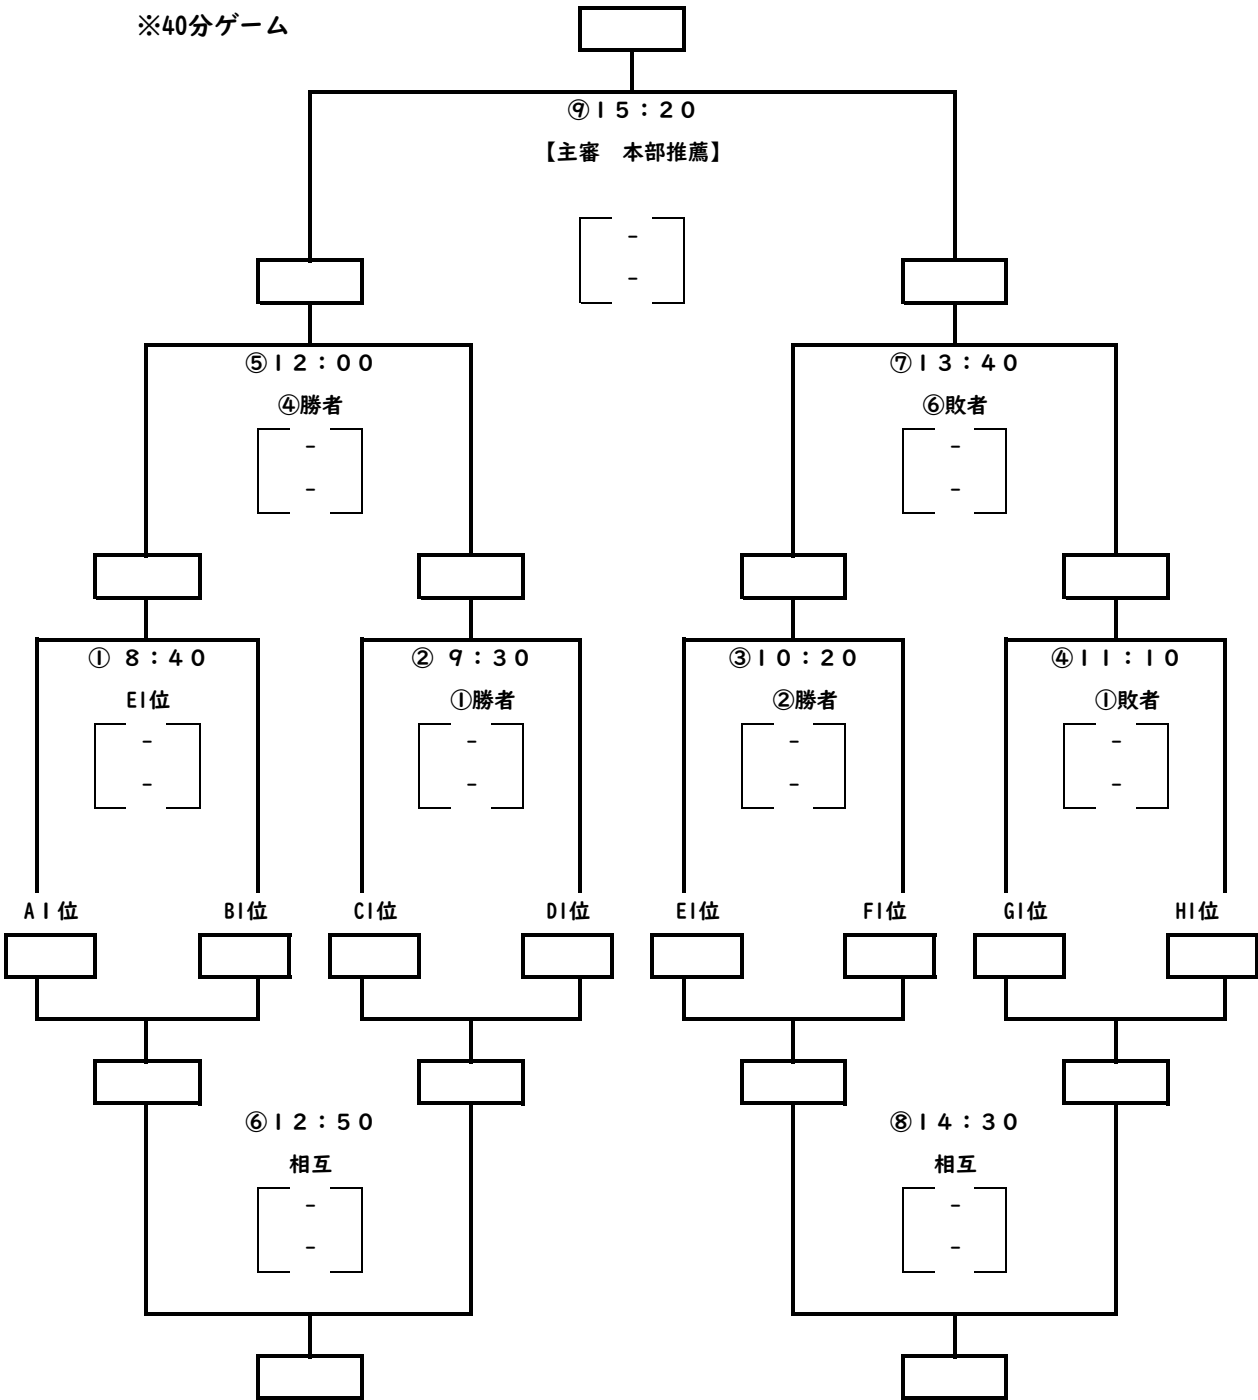 ※40分ゲーム
⑨15：20
【主審　本部推薦】
-
-
⑤12：00 ⑦13：40
④勝者 ⑥敗者
- -
- -
① 8：40 ② 9：30 ③10：20 ④11：10
E1位 ①勝者 ②勝者 ①敗者
- - - -
- - - -
A１位 B1位 C1位 D1位 E1位 F1位 G1位 H1位
⑥12：50 ⑧14：30
相互 相互
- -
- -